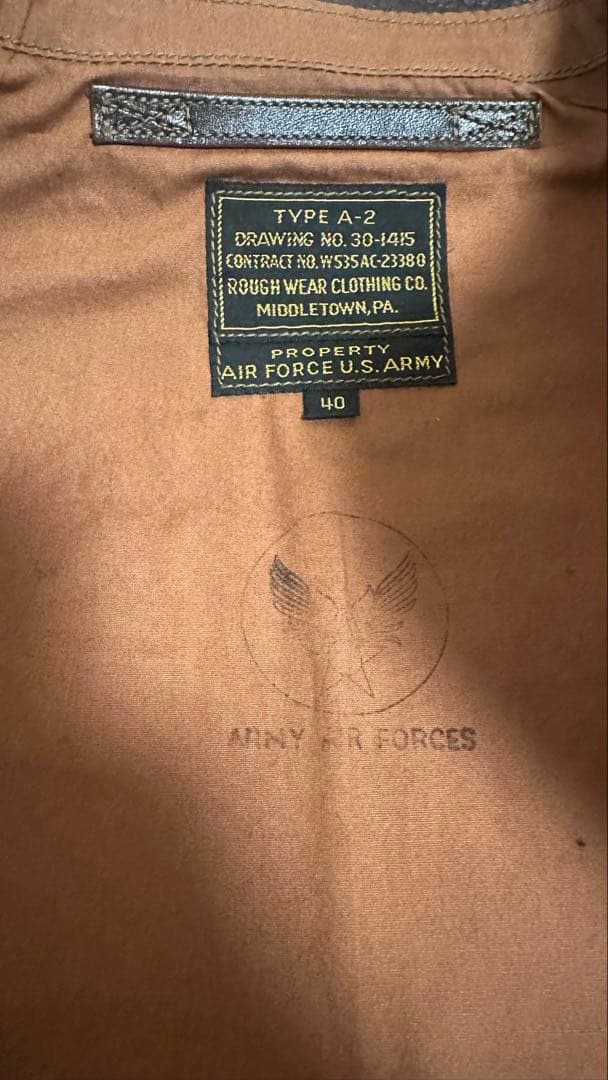 TYPE A-2
DRAWING NO. 30-1415
CONTRACT NO. W535AC-23380
ROUGH WEAR CLOTHING CO.
MIDDLETOWN, PA.
PROPERTY
AIR FORCE U.S. ARMY
40
ARMY AIR FORCES